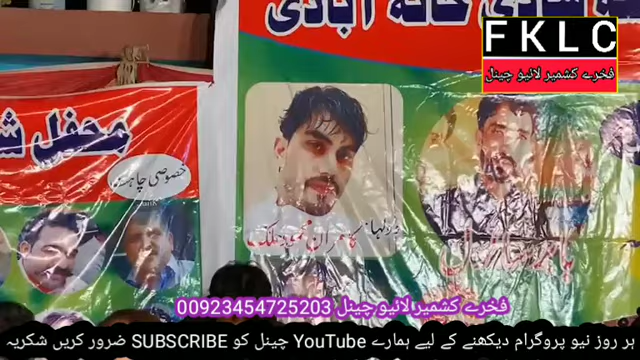 شادی خانہ آبادی
FKLC
فخرے کشمیر لائیو چینل
محفل
خصوصی
کامران محمود ملک
00923454725203 فخرے کشمیر لائیو چینل
ہر روز نیو پروگرام دیکھنے کے لیے ہمارے YouTube چینل کو SUBSCRIBE ضرور کریں شکریہ